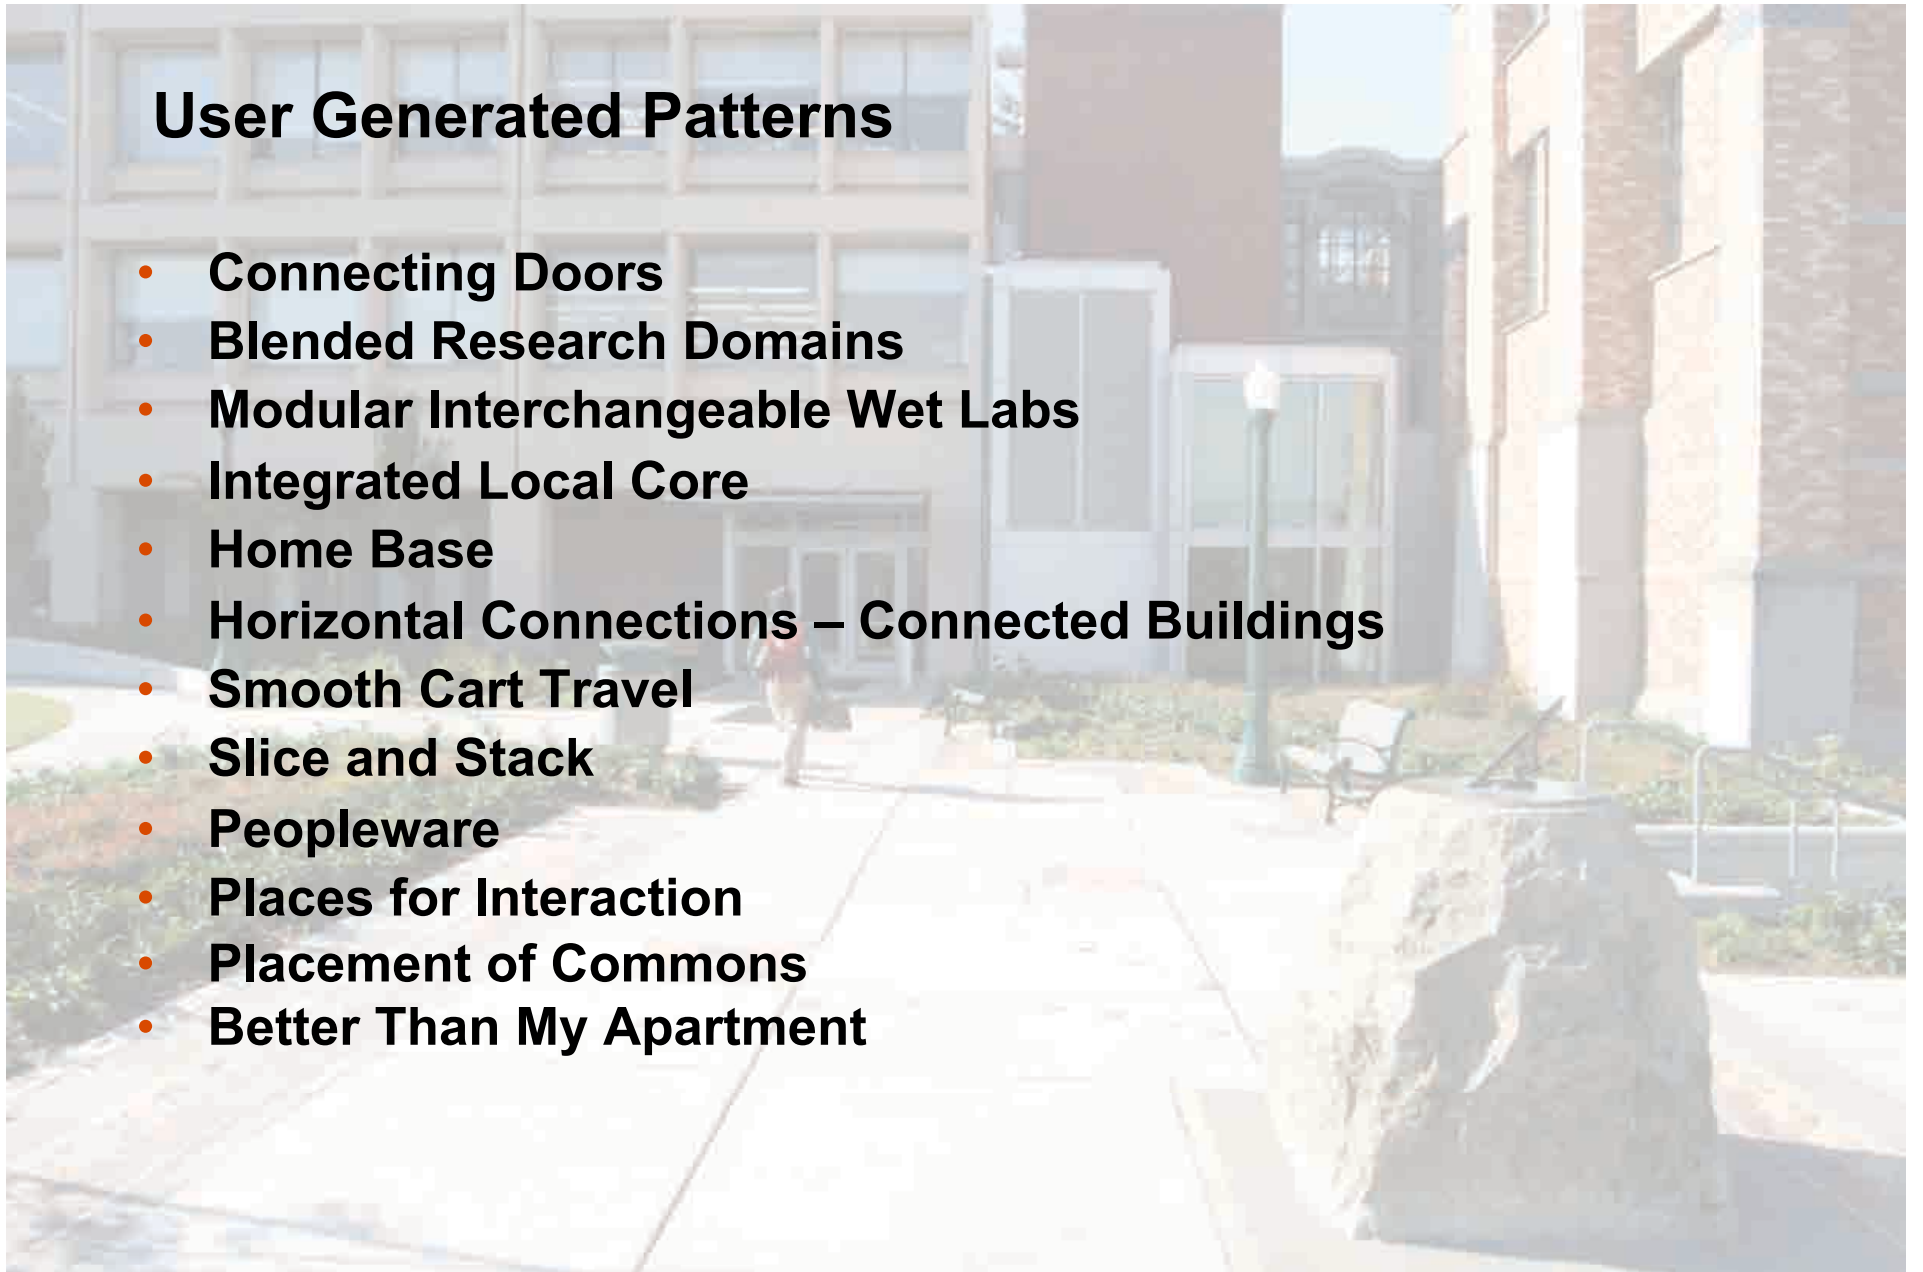 User Generated Patterns
• Connecting Doors
• Blended Research Domains
• Modular Interchangeable Wet Labs
• Integrated Local Core
• Home Base
• Horizontal Connections – Connected Buildings
• Smooth Cart Travel
• Slice and Stack
• Peopleware
• Places for Interaction
• Placement of Commons
• Better Than My Apartment